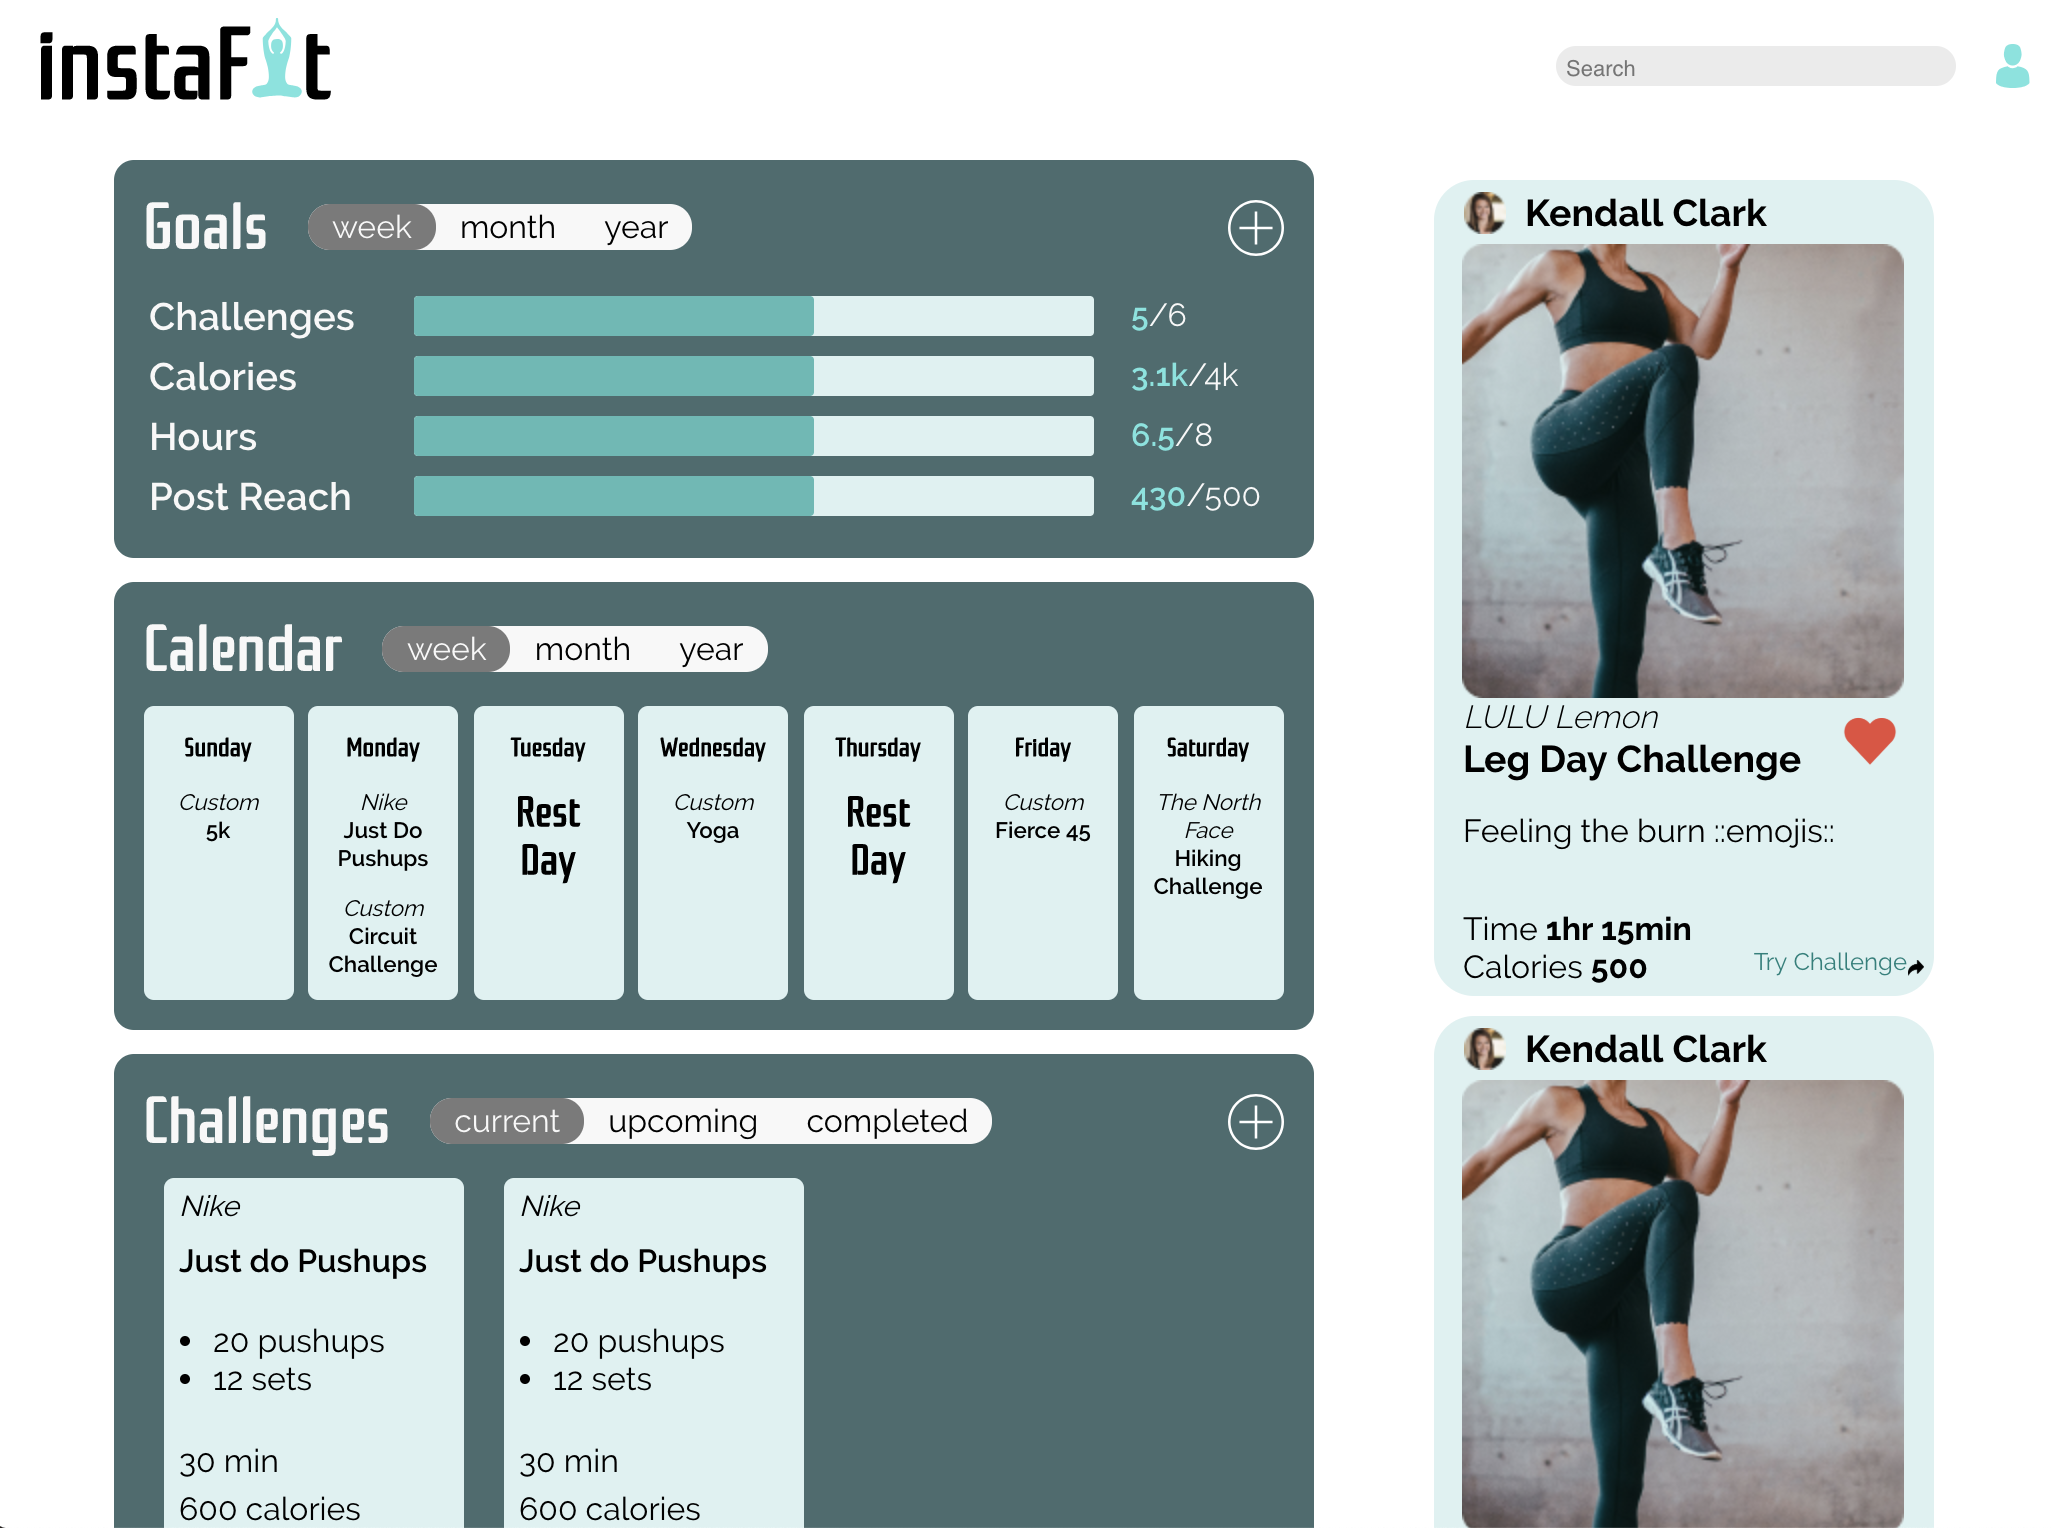 instaFit
Search
Goals
week month year
Challenges 5/6
Calories 3.1k/4k
Hours 6.5/8
Post Reach 430/500
Calendar
week month year
Sunday
Custom
5k
Monday
Nike
Just Do
Pushups
Custom
Circuit
Challenge
Tuesday
Rest
Day
Wednesday
Custom
Yoga
Thursday
Rest
Day
Friday
Custom
Fierce 45
Saturday
The North
Face
Hiking
Challenge
Challenges
current upcoming completed
Nike
Just do Pushups
• 20 pushups
• 12 sets
30 min
600 calories
Nike
Just do Pushups
• 20 pushups
• 12 sets
30 min
600 calories
Kendall Clark
LULU Lemon
Leg Day Challenge
Feeling the burn ::emojis::
Time 1hr 15min
Calories 500
Try Challenge
Kendall Clark